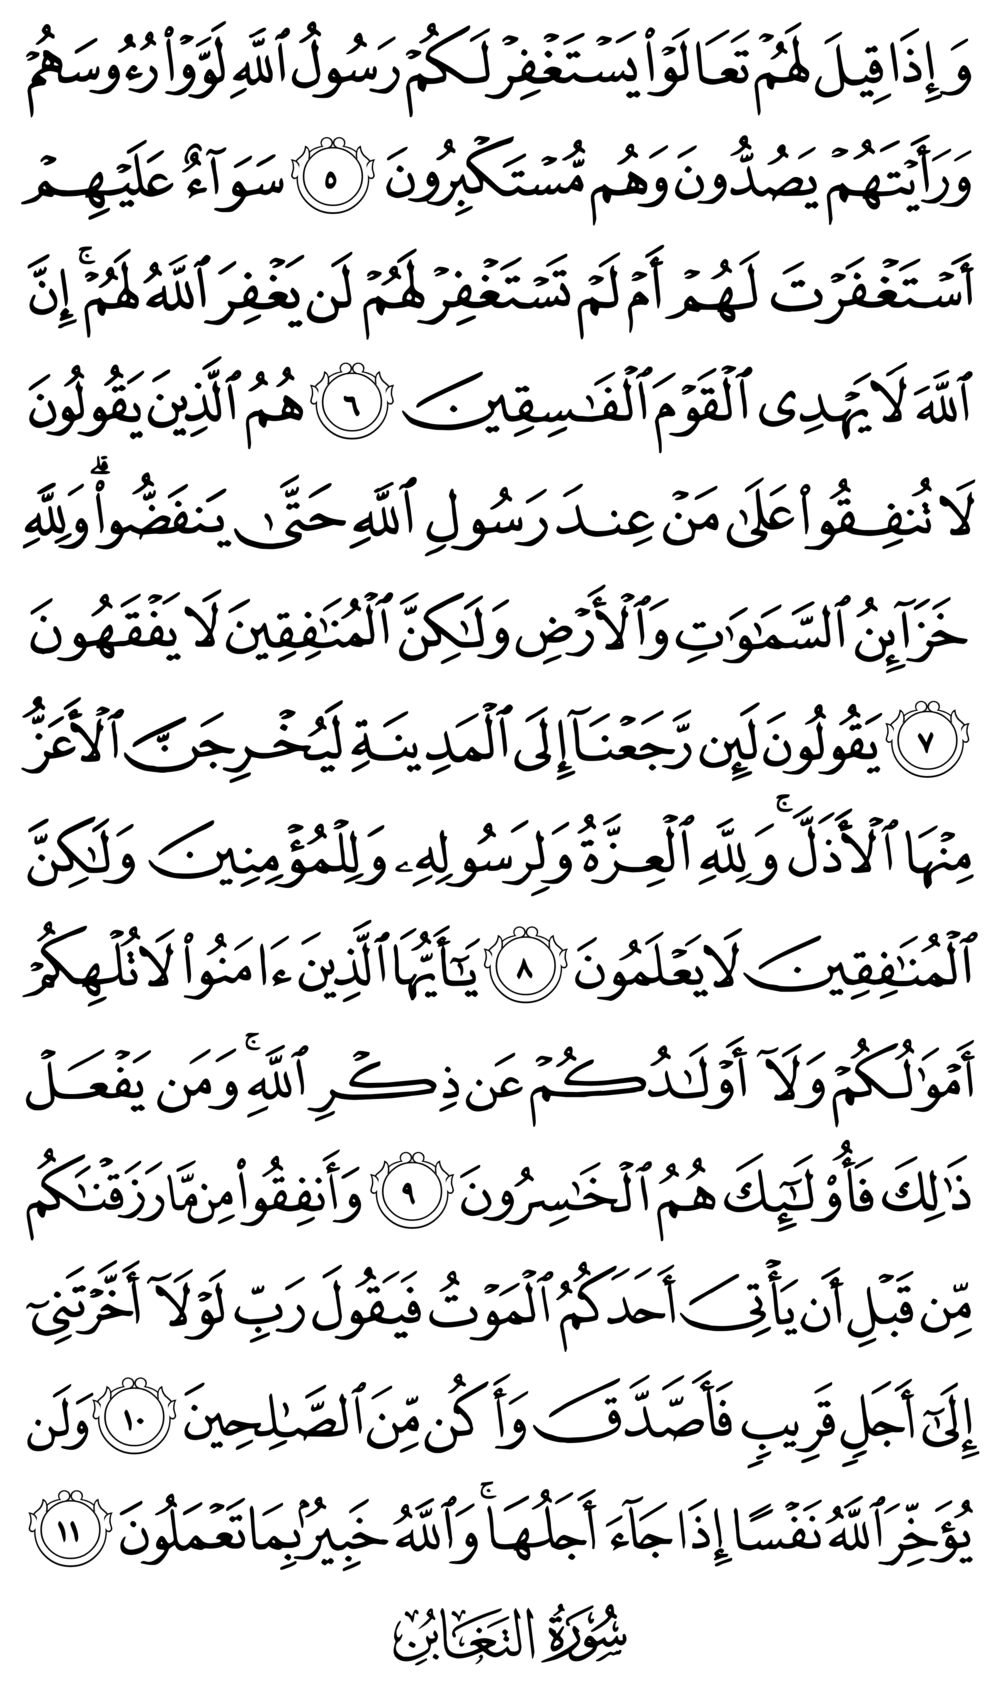 وَإِذَا قِيلَ لَهُمۡ تَعَالَوۡاْ يَسۡتَغۡفِرۡ لَكُمۡ رَسُولُ ٱللَّهِ لَوَّوۡاْ رُءُوسَهُمۡ
وَرَأَيۡتَهُمۡ يَصُدُّونَ وَهُم مُّسۡتَكۡبِرُونَ ٥ سَوَآءٌ عَلَيۡهِمۡ
أَسۡتَغۡفَرۡتَ لَهُمۡ أَمۡ لَمۡ تَسۡتَغۡفِرۡ لَهُمۡ لَن يَغۡفِرَ ٱللَّهُ لَهُمۡۚ إِنَّ
ٱللَّهَ لَا يَهۡدِي ٱلۡقَوۡمَ ٱلۡفَٰسِقِينَ ٦ هُمُ ٱلَّذِينَ يَقُولُونَ
لَا تُنفِقُواْ عَلَىٰ مَنۡ عِندَ رَسُولِ ٱللَّهِ حَتَّىٰ يَنفَضُّواْۗ وَلِلَّهِ
خَزَآئِنُ ٱلسَّمَٰوَٰتِ وَٱلۡأَرۡضِ وَلَٰكِنَّ ٱلۡمُنَٰفِقِينَ لَا يَفۡقَهُونَ
٧ يَقُولُونَ لَئِن رَّجَعۡنَآ إِلَى ٱلۡمَدِينَةِ لَيُخۡرِجَنَّ ٱلۡأَعَزُّ
مِنۡهَا ٱلۡأَذَلَّۚ وَلِلَّهِ ٱلۡعِزَّةُ وَلِرَسُولِهِۦ وَلِلۡمُؤۡمِنِينَ وَلَٰكِنَّ
ٱلۡمُنَٰفِقِينَ لَا يَعۡلَمُونَ ٨ يَٰٓأَيُّهَا ٱلَّذِينَ ءَامَنُواْ لَا تُلۡهِكُمۡ
أَمۡوَٰلُكُمۡ وَلَآ أَوۡلَٰدُكُمۡ عَن ذِكۡرِ ٱللَّهِۚ وَمَن يَفۡعَلۡ
ذَٰلِكَ فَأُوْلَٰٓئِكَ هُمُ ٱلۡخَٰسِرُونَ ٩ وَأَنفِقُواْ مِن مَّا رَزَقۡنَٰكُم
مِّن قَبۡلِ أَن يَأۡتِيَ أَحَدَكُمُ ٱلۡمَوۡتُ فَيَقُولَ رَبِّ لَوۡلَآ أَخَّرۡتَنِيٓ
إِلَىٰٓ أَجَلٖ قَرِيبٖ فَأَصَّدَّقَ وَأَكُن مِّنَ ٱلصَّٰلِحِينَ ١٠ وَلَن
يُؤَخِّرَ ٱللَّهُ نَفۡسًا إِذَا جَآءَ أَجَلُهَاۚ وَٱللَّهُ خَبِيرُۢ بِمَا تَعۡمَلُونَ ١١
سُورَةُ التَّغَابُنِ